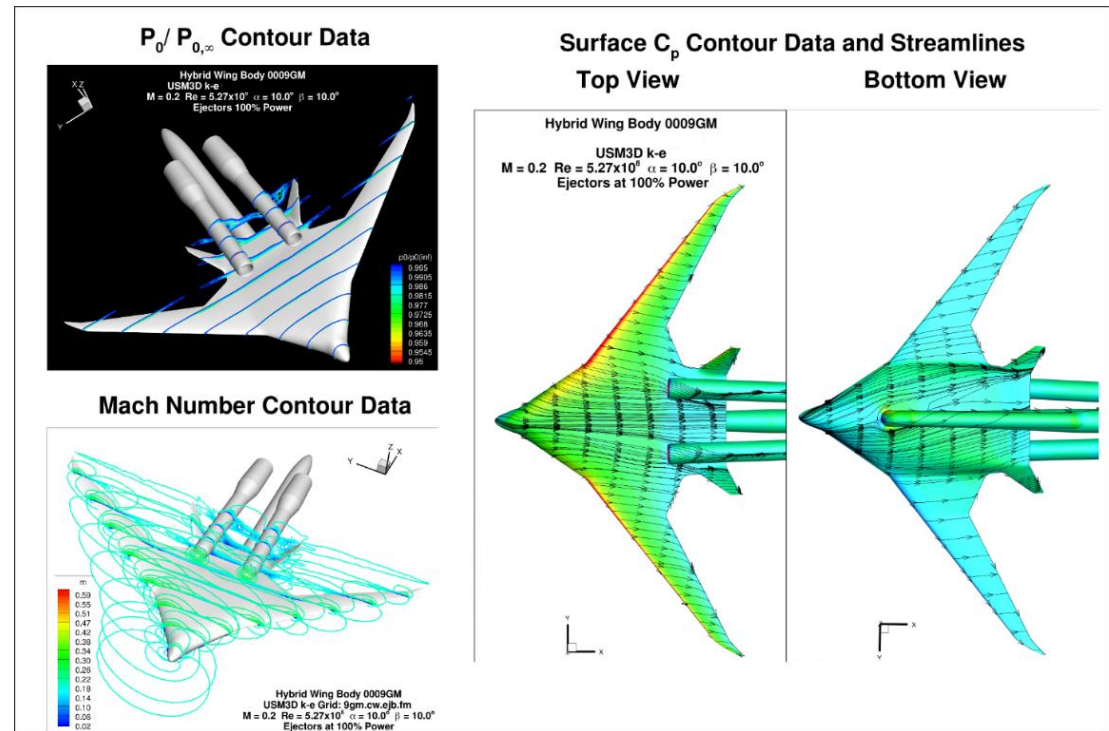 P₀/ P₀,∞ Contour Data
Hybrid Wing Body 0009GM
USM3D k-e
M = 0.2 Re = 5.27x10⁶ α = 10.0° β = 10.0°
Ejectors 100% Power
X Z
Y
p0/p0(inf)
0.995
0.9905
0.986
0.9815
0.977
0.9725
0.968
0.9635
0.959
0.9545
0.95
Mach Number Contour Data
Z
Y X
m
0.59
0.55
0.51
0.47
0.42
0.38
0.34
0.30
0.26
0.22
0.18
0.14
0.10
0.06
0.02
Hybrid Wing Body 0009GM
USM3D k-e Grid: 9gm.cw.ejb.fm
M = 0.2 Re = 5.27x10⁶ α = 10.0° β = 10.0°
Ejectors at 100% Power
Surface Cₚ Contour Data and Streamlines
Top View
Hybrid Wing Body 0009GM
USM3D k-e
M = 0.2 Re = 5.27x10⁶ α = 10.0° β = 10.0°
Ejectors at 100% Power
Y
Z X
Bottom View
Z X
Y